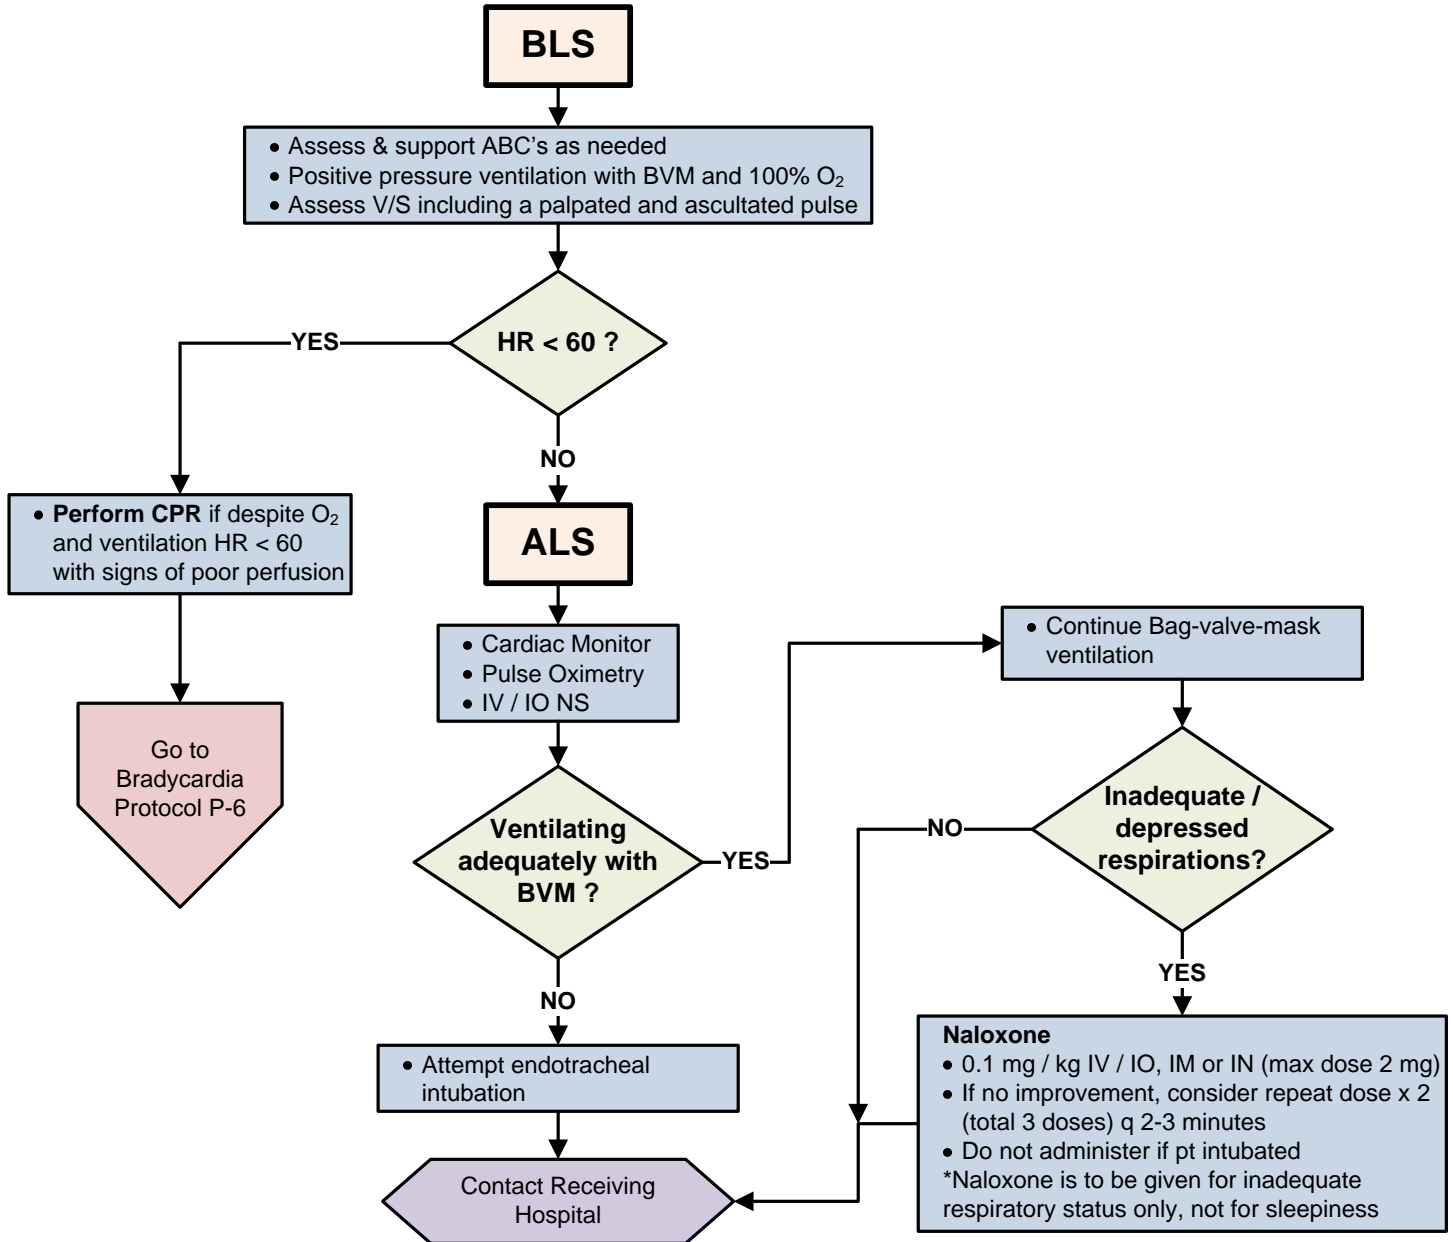 BLS
• Assess & support ABC's as needed
• Positive pressure ventilation with BVM and 100% O₂
• Assess V/S including a palpated and ascultated pulse
HR < 60 ?
YES
NO
• Perform CPR if despite O₂
and ventilation HR < 60
with signs of poor perfusion
Go to
Bradycardia
Protocol P-6
ALS
• Cardiac Monitor
• Pulse Oximetry
• IV / IO NS
Ventilating
adequately with
BVM ?
YES
NO
• Continue Bag-valve-mask
ventilation
Inadequate /
depressed
respirations?
NO
YES
• Attempt endotracheal
intubation
Naloxone
• 0.1 mg / kg IV / IO, IM or IN (max dose 2 mg)
• If no improvement, consider repeat dose x 2
(total 3 doses) q 2-3 minutes
• Do not administer if pt intubated
*Naloxone is to be given for inadequate
respiratory status only, not for sleepiness
Contact Receiving
Hospital